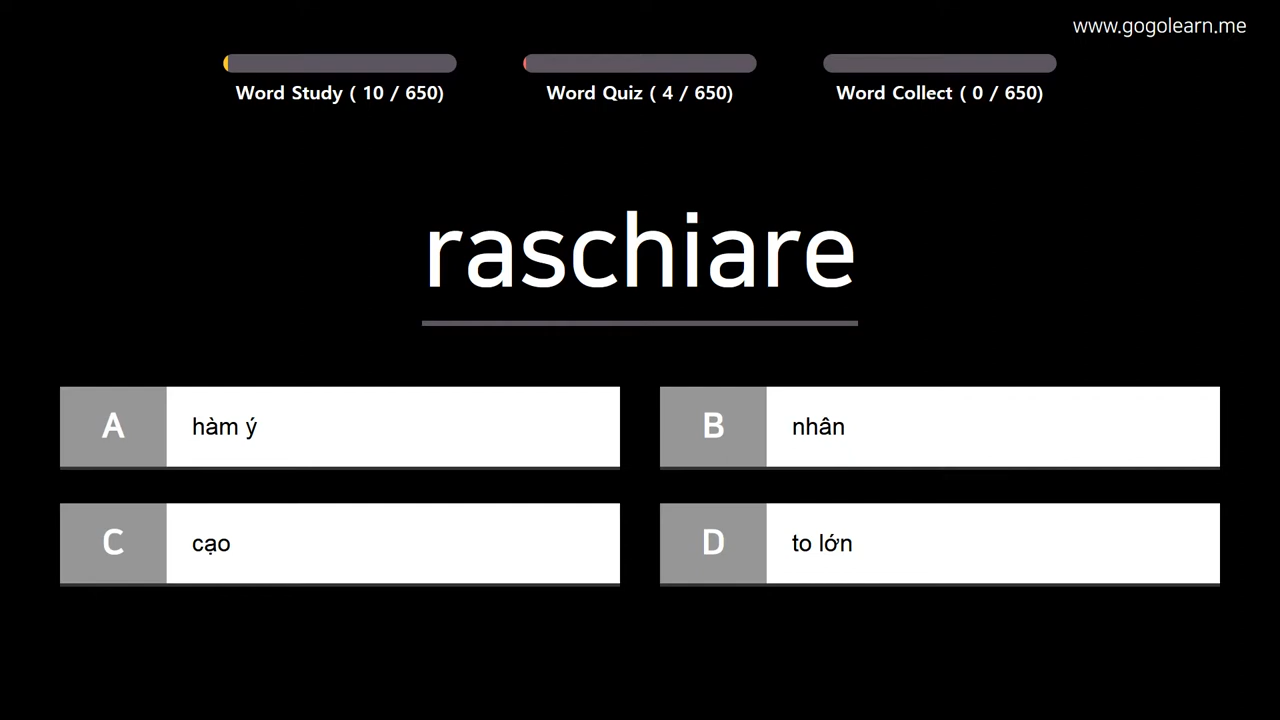 www.gogolearn.me
Word Study ( 10 / 650)
Word Quiz ( 4 / 650)
Word Collect ( 0 / 650)
raschiare
A hàm ý
B nhân
C cạo
D to lớn